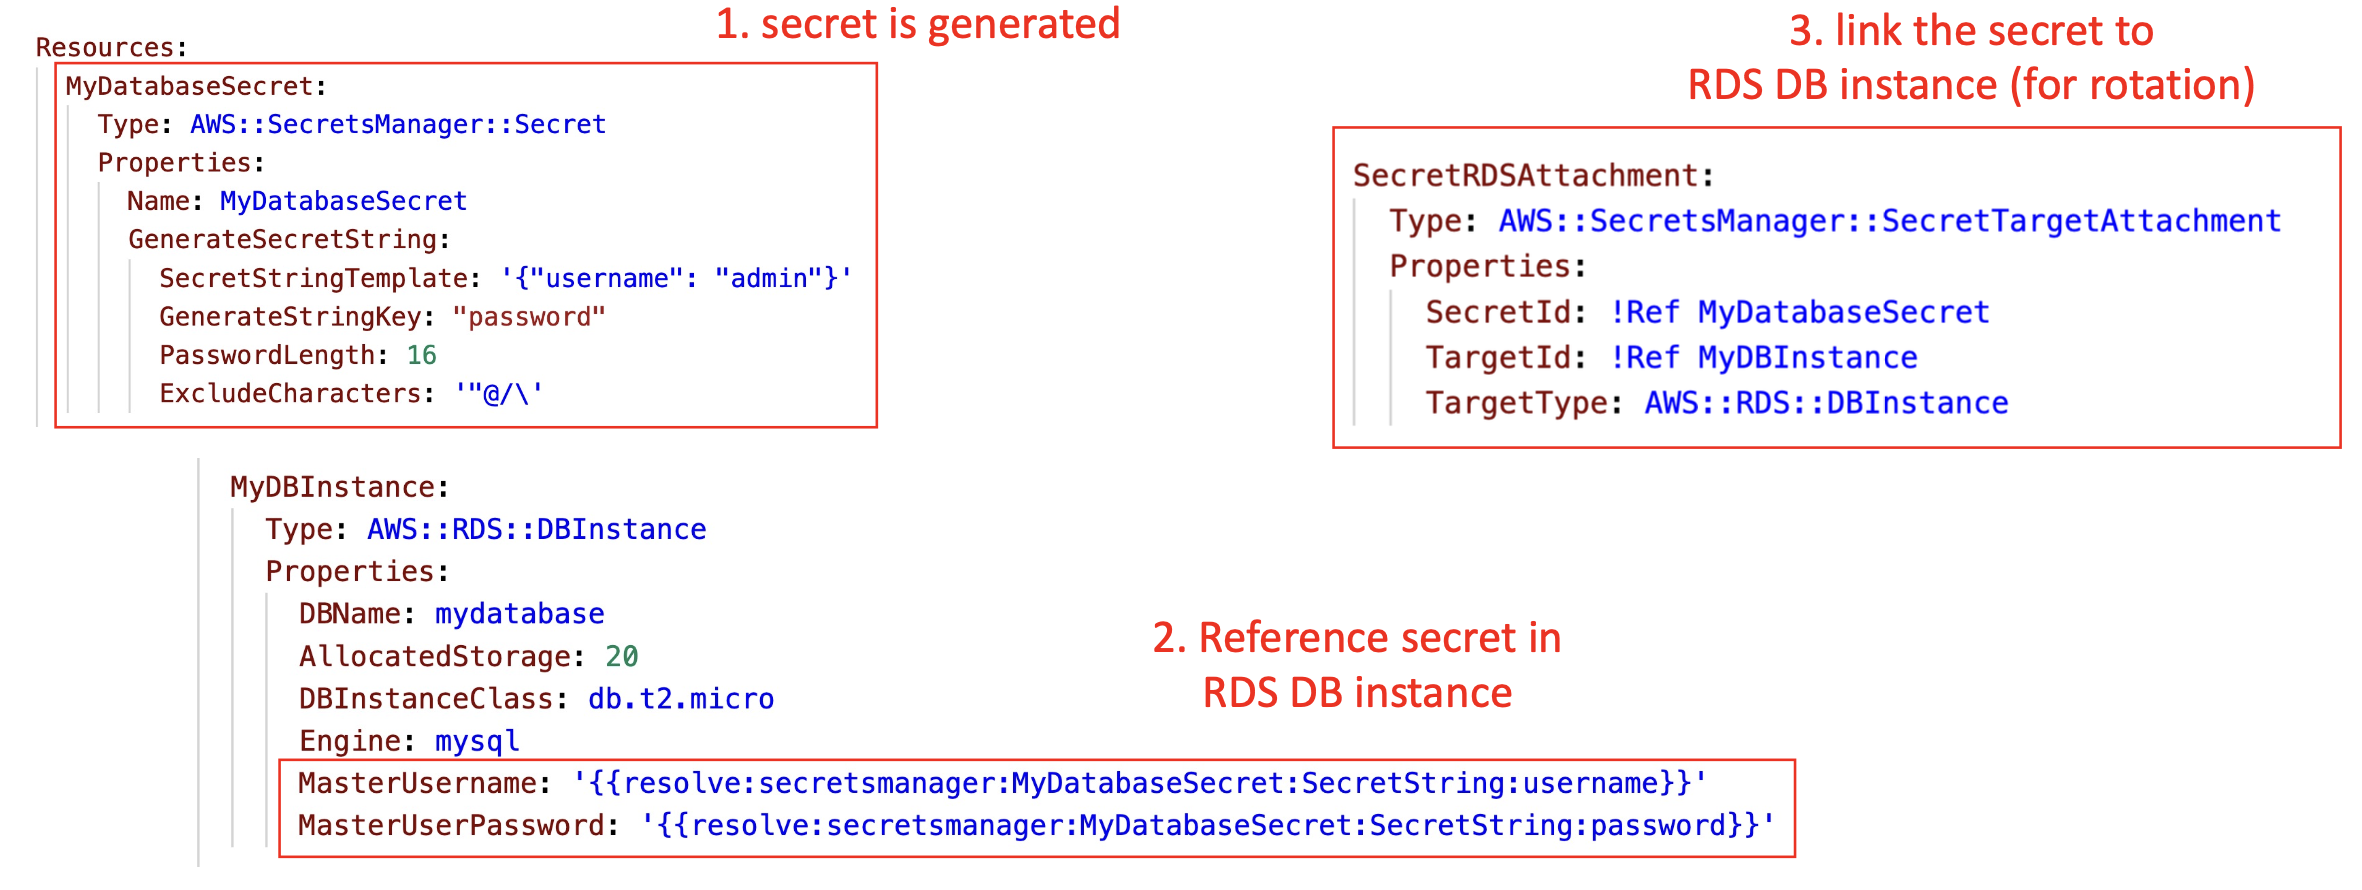 1. secret is generated
Resources:
MyDatabaseSecret:
Type: AWS::SecretsManager::Secret
Properties:
Name: MyDatabaseSecret
GenerateSecretString:
SecretStringTemplate: '{"username": "admin"}'
GenerateStringKey: "password"
PasswordLength: 16
ExcludeCharacters: '"@/\'
MyDBInstance:
Type: AWS::RDS::DBInstance
Properties:
DBName: mydatabase
AllocatedStorage: 20
DBInstanceClass: db.t2.micro
Engine: mysql
MasterUsername: '{{resolve:secretsmanager:MyDatabaseSecret:SecretString:username}}'
MasterUserPassword: '{{resolve:secretsmanager:MyDatabaseSecret:SecretString:password}}'
2. Reference secret in
RDS DB instance
3. link the secret to
RDS DB instance (for rotation)
SecretRDSAttachment:
Type: AWS::SecretsManager::SecretTargetAttachment
Properties:
SecretId: !Ref MyDatabaseSecret
TargetId: !Ref MyDBInstance
TargetType: AWS::RDS::DBInstance